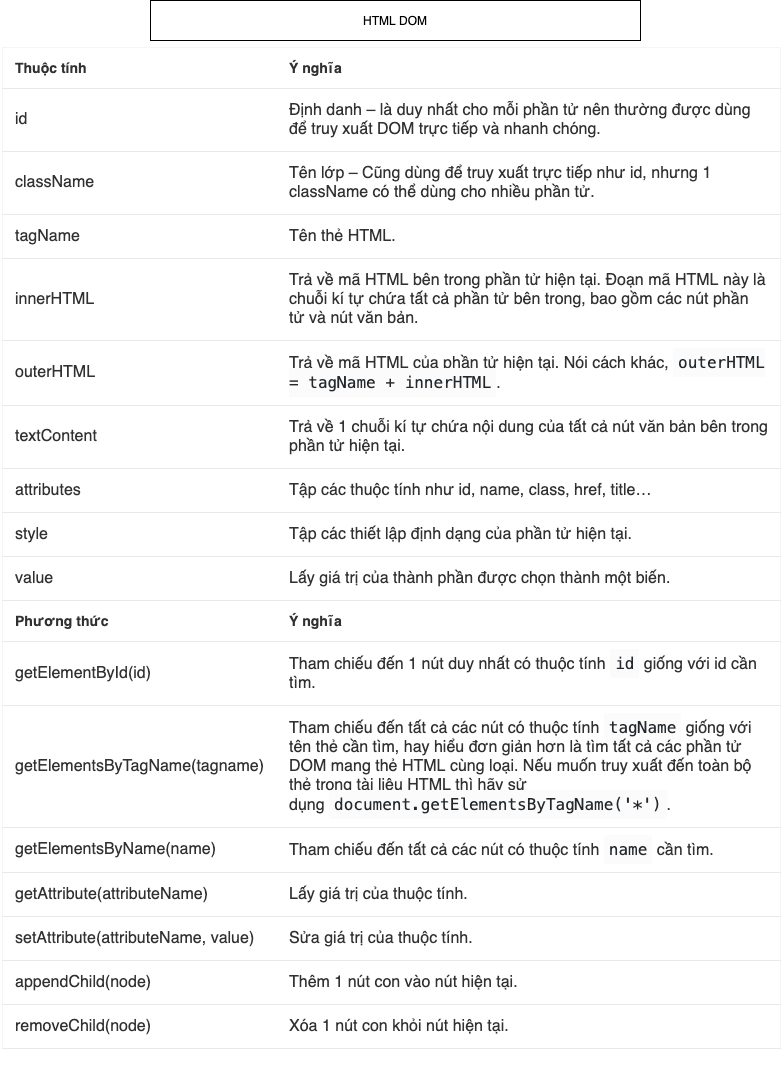 HTML DOM
Thuộc tính Ý nghĩa
id
Định danh – là duy nhất cho mỗi phần tử nên thường được dùng
để truy xuất DOM trực tiếp và nhanh chóng.
className
Tên lớp – Cũng dùng để truy xuất trực tiếp như id, nhưng 1
className có thể dùng cho nhiều phần tử.
tagName Tên thẻ HTML.
innerHTML
Trả về mã HTML bên trong phần tử hiện tại. Đoạn mã HTML này là
chuỗi kí tự chứa tất cả phần tử bên trong, bao gồm các nút phần
tử và nút văn bản.
outerHTML
Trả về mã HTML của phần tử hiện tại. Nói cách khác, outerHTML
= tagName + innerHTML.
textContent
Trả về 1 chuỗi kí tự chứa nội dung của tất cả nút văn bản bên trong
phần tử hiện tại.
attributes Tập các thuộc tính như id, name, class, href, title…
style Tập các thiết lập định dạng của phần tử hiện tại.
value Lấy giá trị của thành phần được chọn thành một biến.
Phương thức Ý nghĩa
getElementById(id)
Tham chiếu đến 1 nút duy nhất có thuộc tính id giống với id cần
tìm.
getElementsByTagName(tagname)
Tham chiếu đến tất cả các nút có thuộc tính tagName giống với
tên thẻ cần tìm, hay hiểu đơn giản hơn là tìm tất cả các phần tử
DOM mang thẻ HTML cùng loại. Nếu muốn truy xuất đến toàn bộ
thẻ trong tài liệu HTML thì hãy sử
dụng document.getElementsByTagName('*').
getElementsByName(name) Tham chiếu đến tất cả các nút có thuộc tính name cần tìm.
getAttribute(attributeName) Lấy giá trị của thuộc tính.
setAttribute(attributeName, value) Sửa giá trị của thuộc tính.
appendChild(node) Thêm 1 nút con vào nút hiện tại.
removeChild(node) Xóa 1 nút con khỏi nút hiện tại.